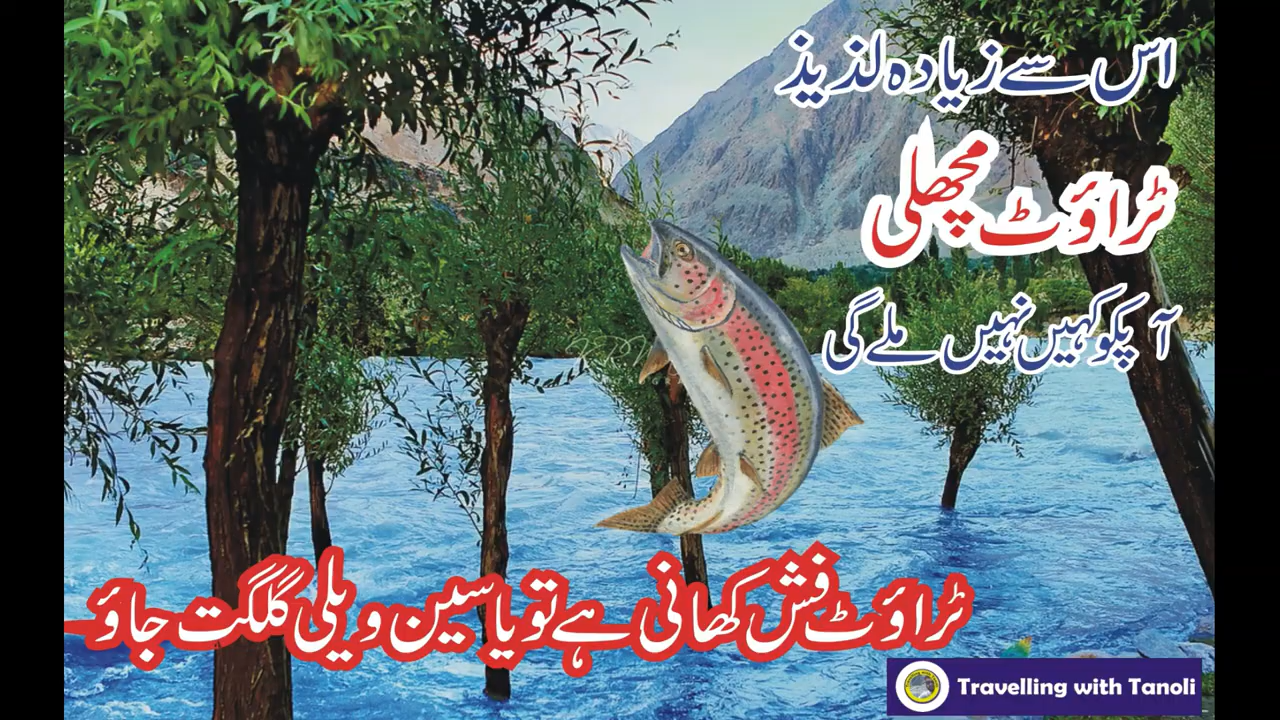 اس سے زیادہ لذیذ
ٹراؤٹ مچھلی
آپکو کہیں نہیں ملے گی
ٹراؤٹ فش کھانی ہے تو یاسین ویلی گلگت جاؤ
Travelling with Tanoli